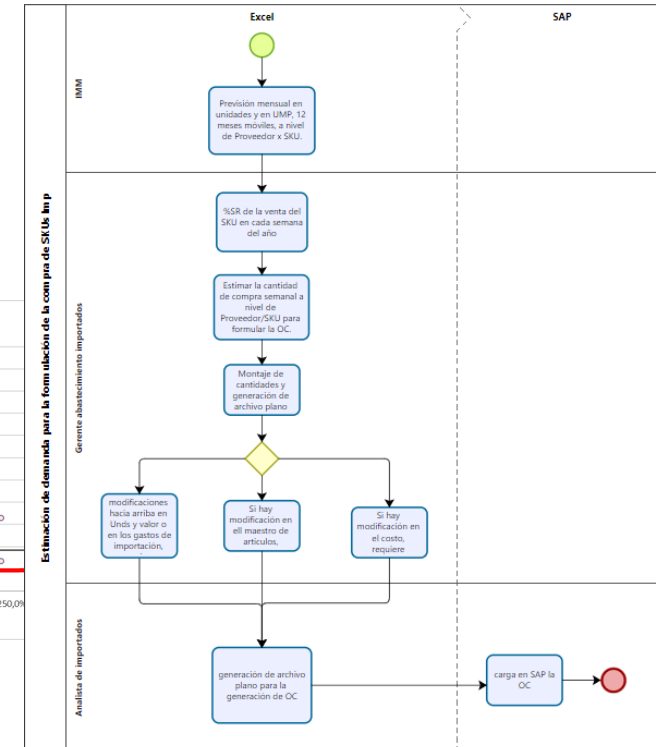 Excel
SAP
IMM
Previsión mensual en
unidades y en UMP, 12
meses móviles, a nivel
de Proveedor x SKU.
Estimación de demanda para la formulación de la compra de SKUs Imp
Gerente abastecimiento importados
%SR de la venta del
SKU en cada semana
del año
Estimar la cantidad
de compra semanal a
nivel de
Proveedor/SKU para
formular la OC.
Montaje de
cantidades y
generación de
archivo plano
modificaciones
hacia arriba en
Unds y valor o
en los gastos de
importación,
Si hay
modificación en
ell maestro de
artículos,
Si hay
modificación en
el costo,
requiere
250,0%
Analista de importados
generación de archivo
plano para la
generación de OC
carga en SAP la
OC